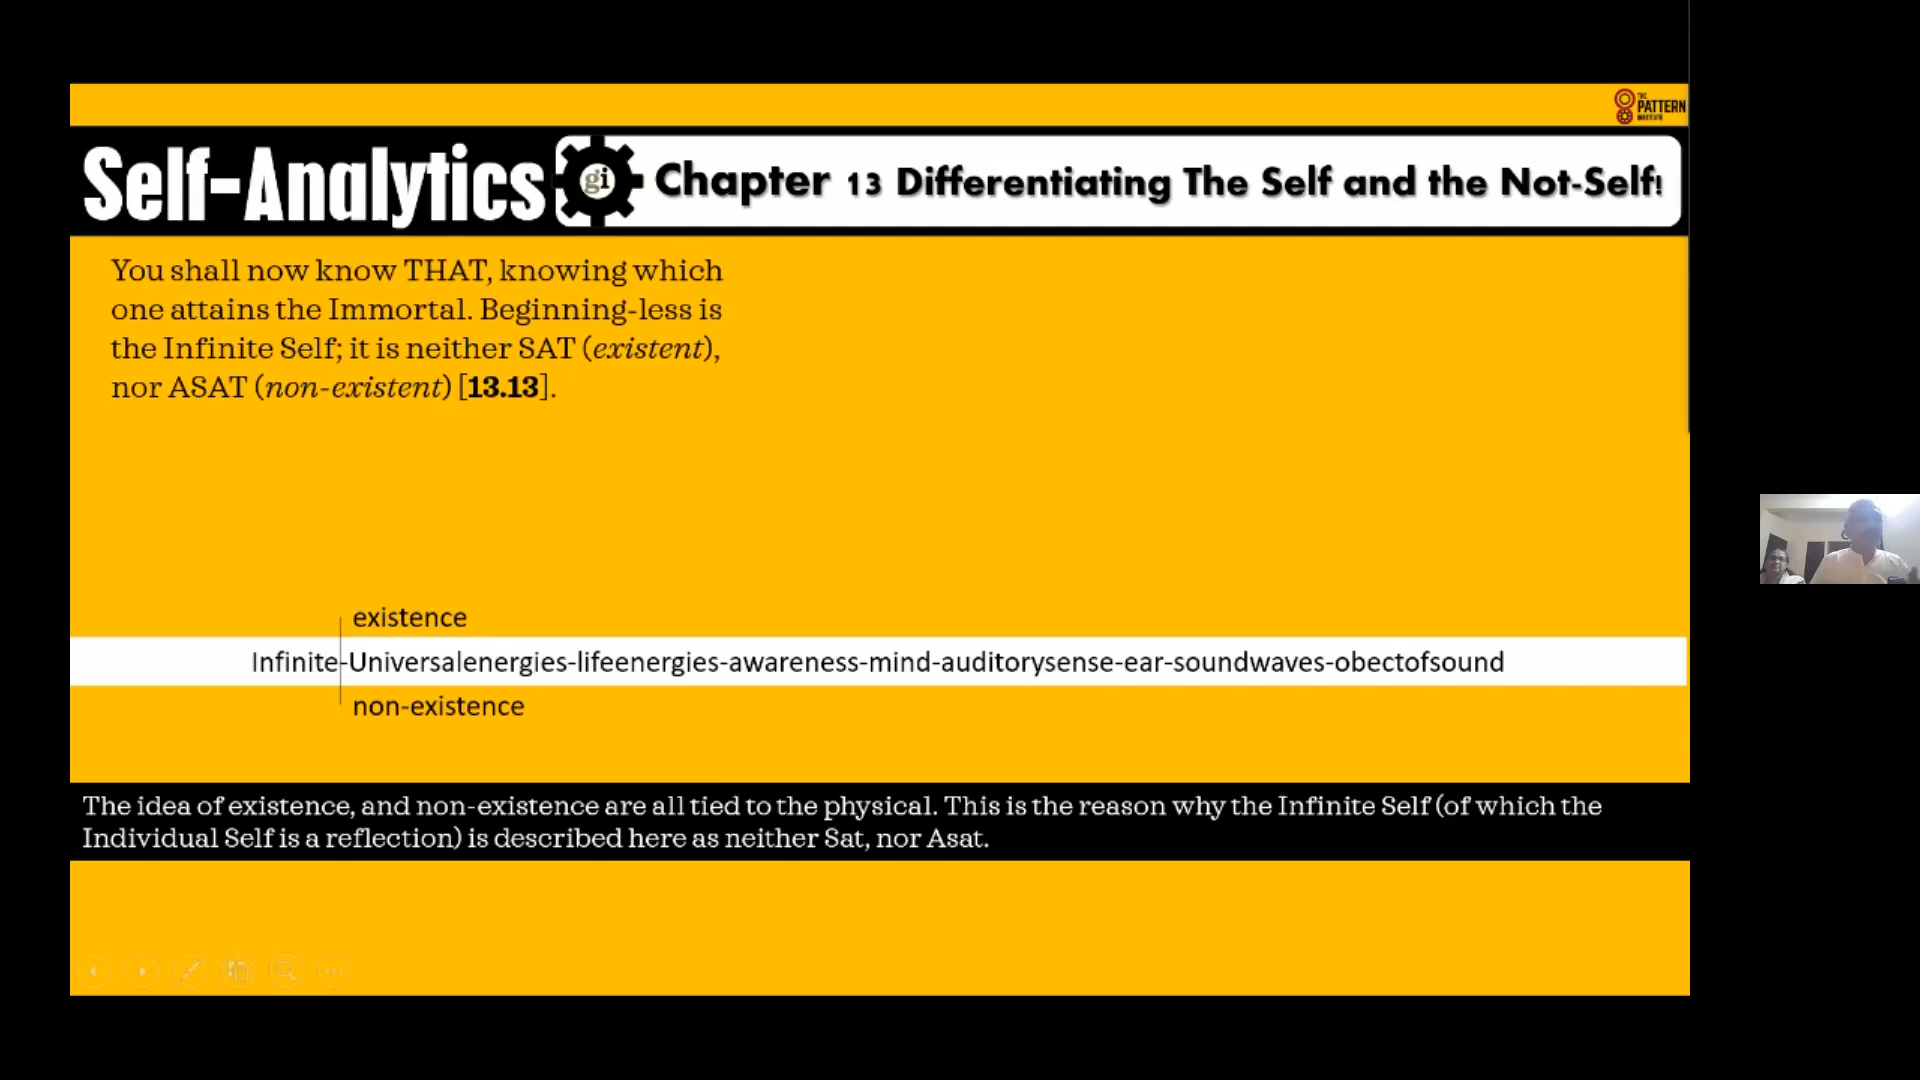 THE
PATTERN
INSTITUTE
Self-Analytics
gi
Chapter 13 Differentiating The Self and the Not-Self!
You shall now know THAT, knowing which
one attains the Immortal. Beginning-less is
the Infinite Self; it is neither SAT (existent),
nor ASAT (non-existent) [13.13].
existence
Infinite-Universalenergies-lifeenergies-awareness-mind-auditorysense-ear-soundwaves-obectofsound
non-existence
The idea of existence, and non-existence are all tied to the physical. This is the reason why the Infinite Self (of which the
Individual Self is a reflection) is described here as neither Sat, nor Asat.